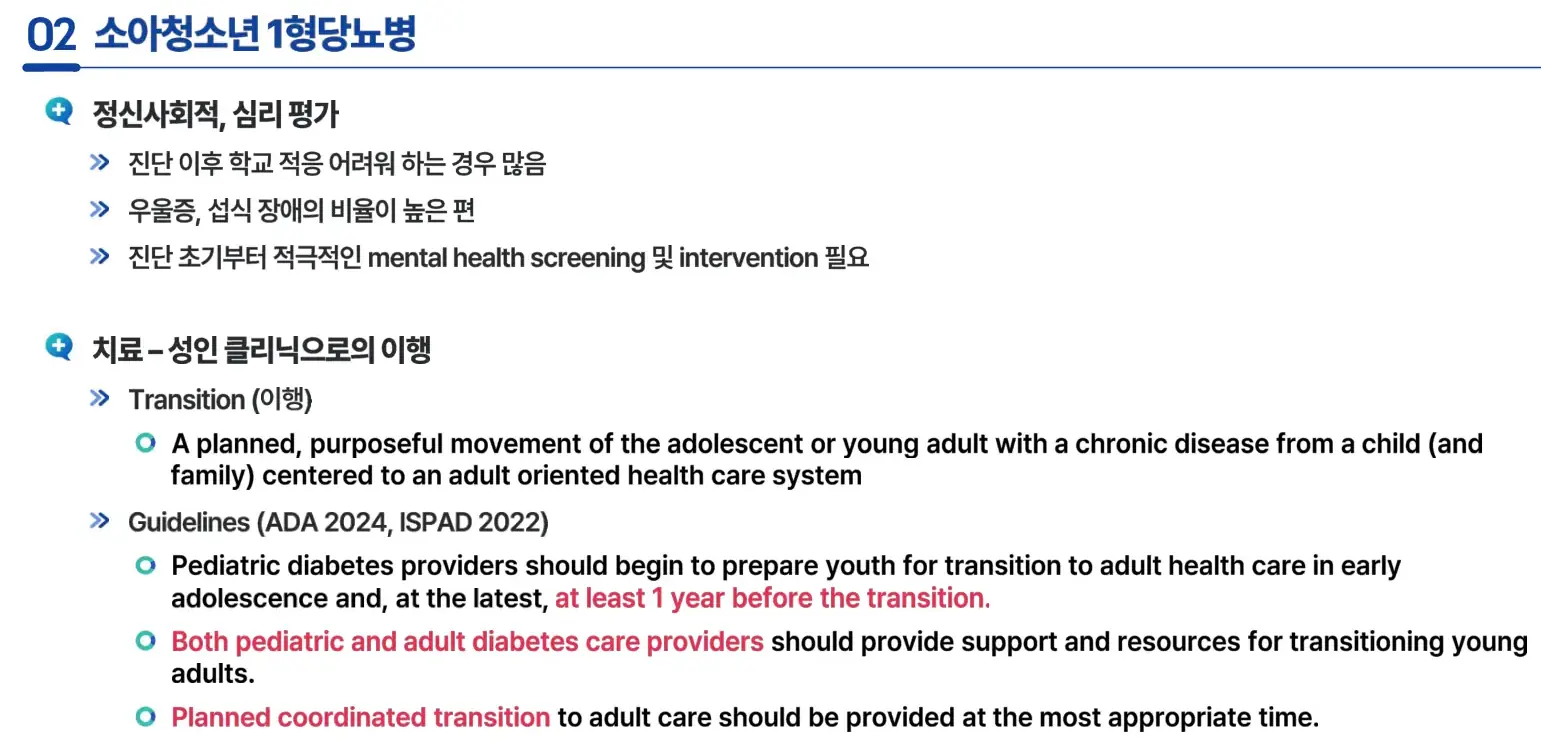 02 소아청소년 1형당뇨병
정신사회적, 심리 평가
진단 이후 학교 적응 어려워 하는 경우 많음
우울증, 섭식 장애의 비율이 높은 편
진단 초기부터 적극적인 mental health screening 및 intervention 필요
치료 – 성인 클리닉으로의 이행
Transition (이행)
A planned, purposeful movement of the adolescent or young adult with a chronic disease from a child (and
family) centered to an adult oriented health care system
Guidelines (ADA 2024, ISPAD 2022)
Pediatric diabetes providers should begin to prepare youth for transition to adult health care in early
adolescence and, at the latest, at least 1 year before the transition.
Both pediatric and adult diabetes care providers should provide support and resources for transitioning young
adults.
Planned coordinated transition to adult care should be provided at the most appropriate time.